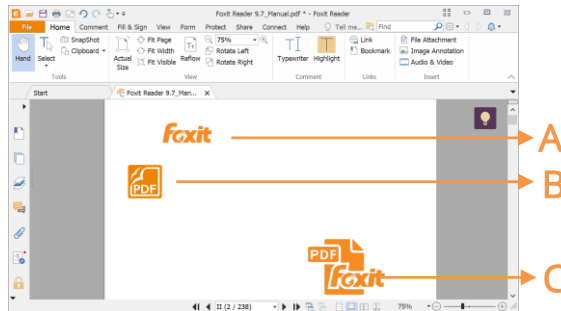 Foxit Reader 9.7_Manual.pdf * - Foxit Reader
File Home Comment Fill & Sign View Form Protect Share Connect Help Tell me... Find
Hand
Select
SnapShot
Clipboard
Tools
Actual Size
Fit Page
Fit Width
Fit Visible
Reflow
75%
Rotate Left
Rotate Right
View
Typewriter
Highlight
Comment
Link
Bookmark
Links
File Attachment
Image Annotation
Audio & Video
Insert
Start
Foxit Reader 9.7_Man...
foxit
A
PDF
B
PDF
foxit
C
II (2 / 238)
75%